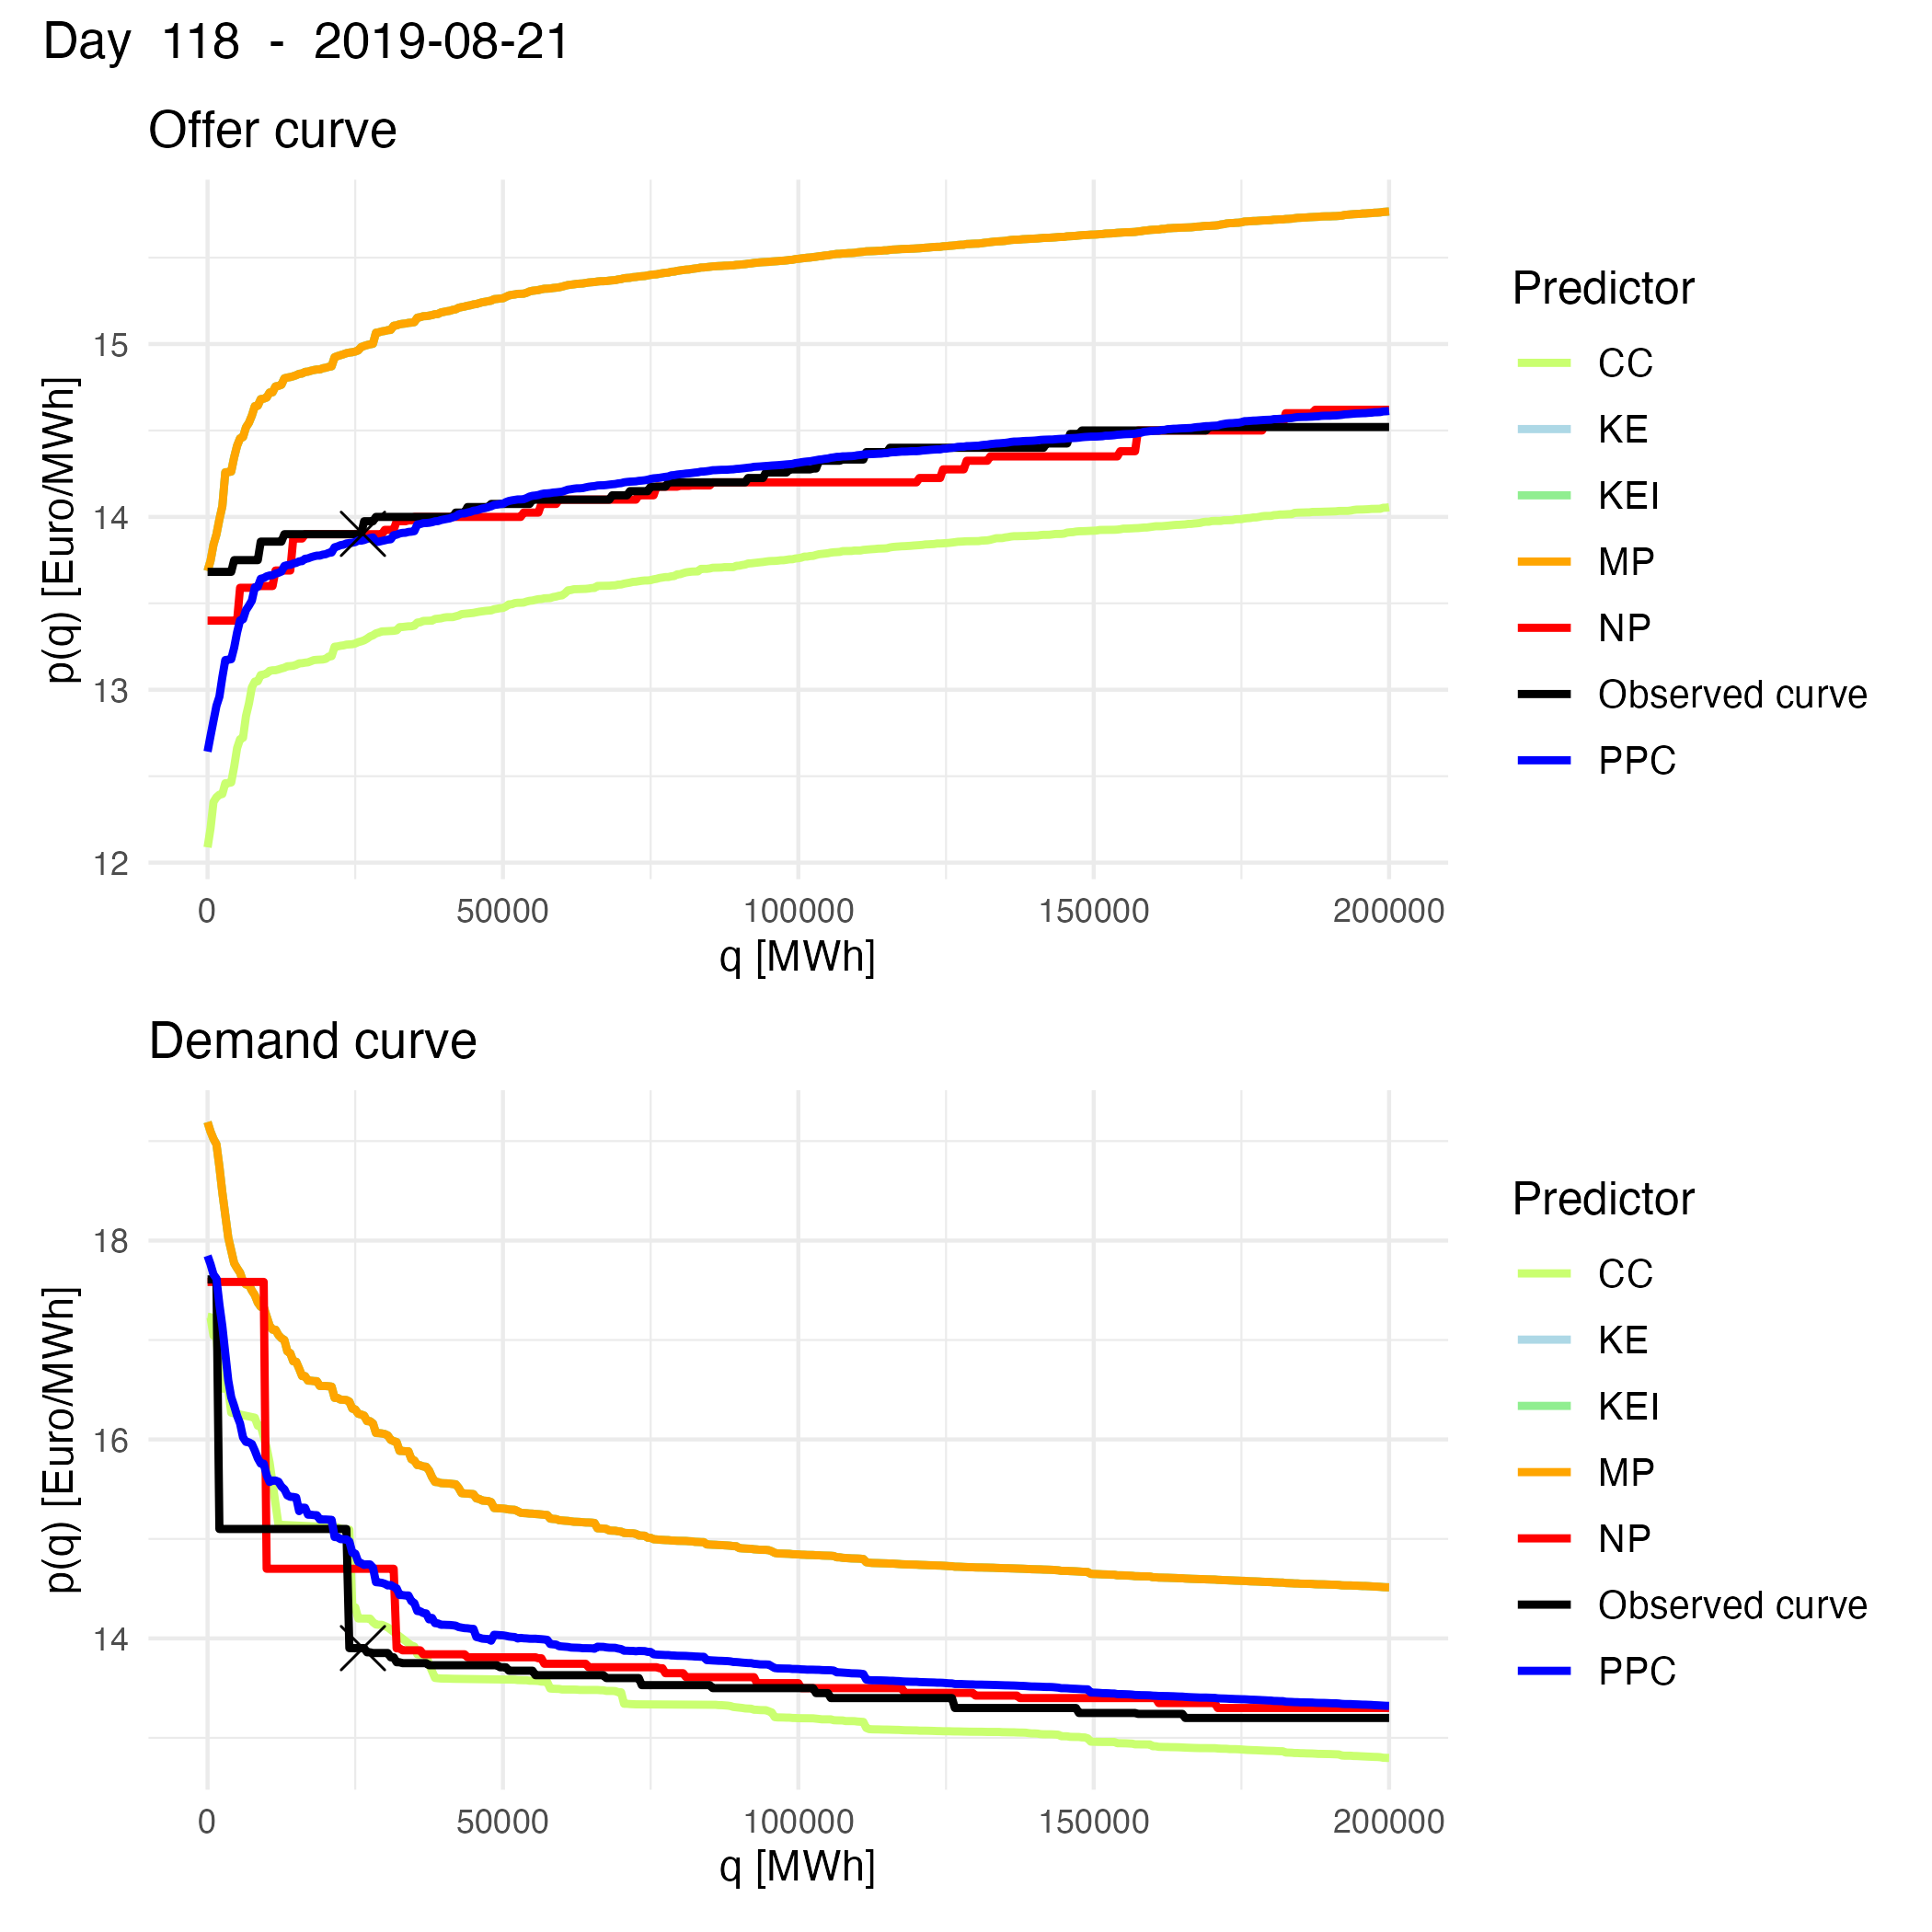 Day 118 - 2019-08-21
Offer curve
p(q) [Euro/MWh]
15
14
13
12
0 50000 100000 150000 200000
q [MWh]
Predictor
CC
KE
KEI
MP
NP
Observed curve
PPC
Demand curve
p(q) [Euro/MWh]
18
16
14
0 50000 100000 150000 200000
q [MWh]
Predictor
CC
KE
KEI
MP
NP
Observed curve
PPC